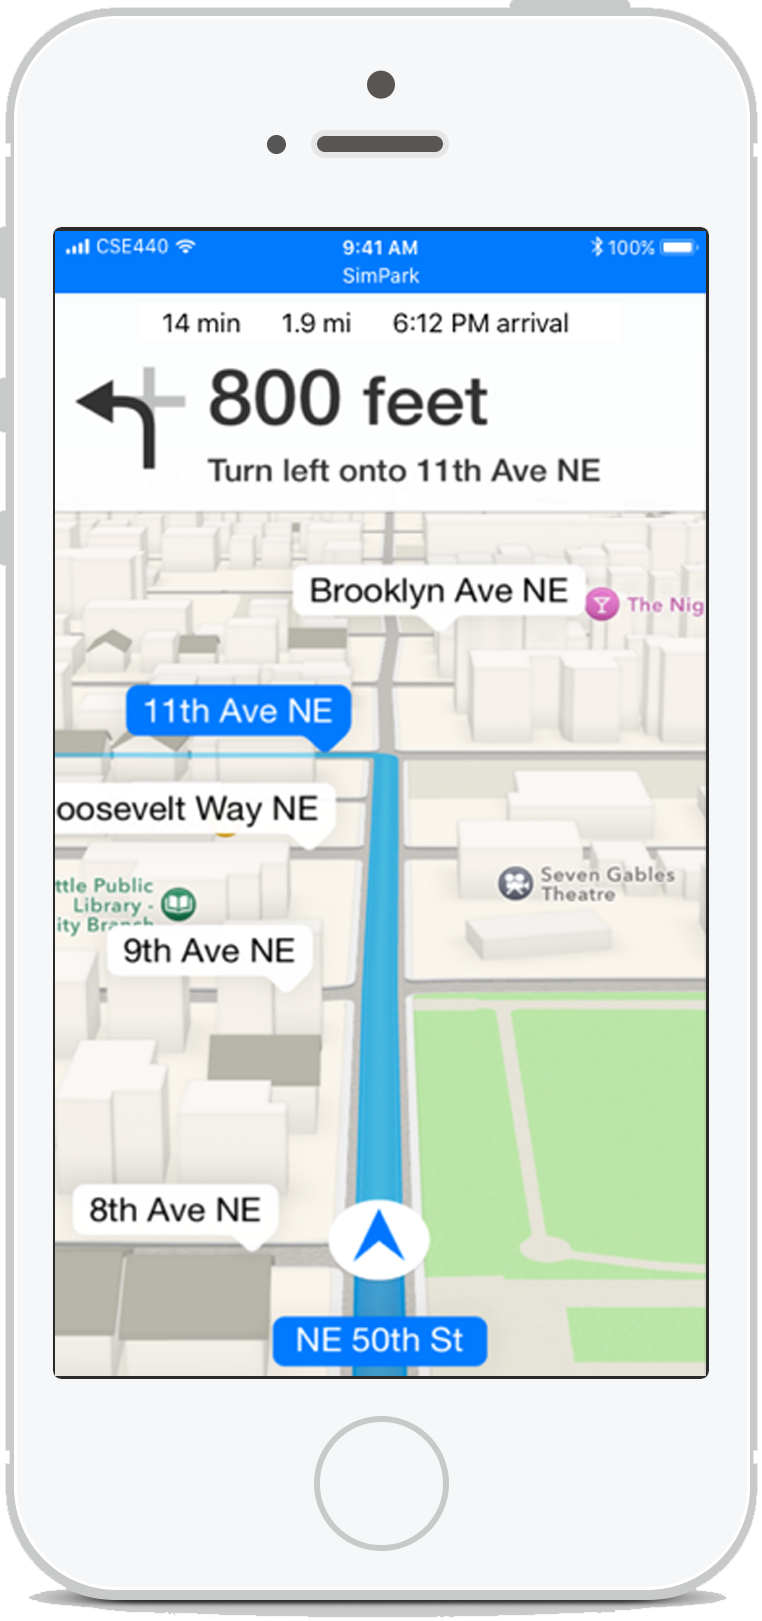 CSE440 9:41 AM 100%
SimPark
14 min 1.9 mi 6:12 PM arrival
800 feet
Turn left onto 11th Ave NE
Brooklyn Ave NE
The Nig
11th Ave NE
oosevelt Way NE
Seven Gables
Theatre
ttle Public
Library -
ity Branch
9th Ave NE
8th Ave NE
NE 50th St